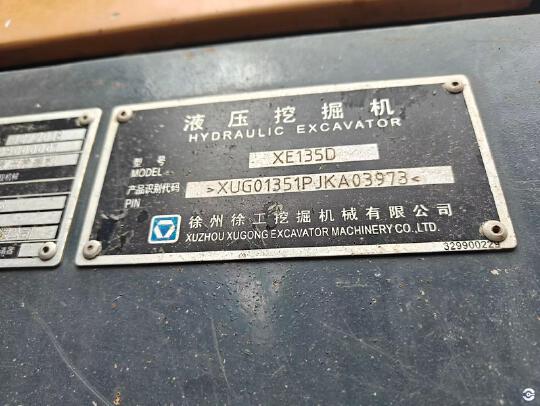 液压挖掘机
HYDRAULIC EXCAVATOR
型号 MODEL XE135D
产品识别代码 PIN >XUG01351PJKA03973<
徐州徐工挖掘机械有限公司
XUZHOU XUGONG EXCAVATOR MACHINERY CO.,LTD.